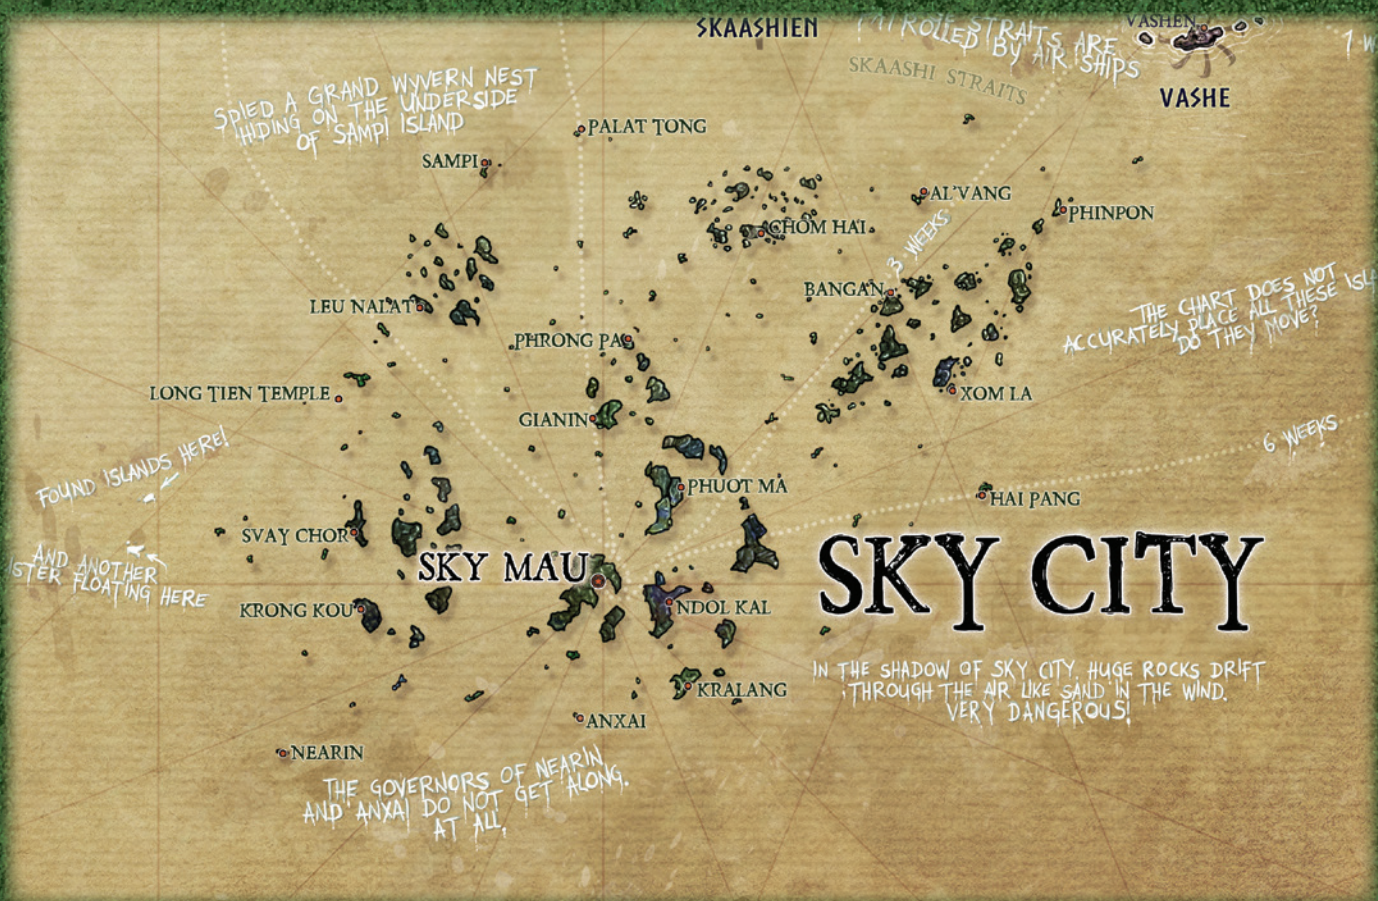 SKAASHIEN
PATROLE STRAITS ARE
PATROLLED BY AIR SHIPS
SKAASHI STRAITS
VASHEN
VASHE
SPIED A GRAND WYVERN NEST
HIDING ON THE UNDERSIDE
OF SAMPI ISLAND
PALAT TONG
SAMPI
AL'VANG
PHINPON
CHOM HAI
3 WEEKS
BANGAN
LEU NALAT
THE CHART DOES NOT
ACCURATELY PLACE ALL THESE
DO THEY MOVE?
PHRONG PA
LONG TIEN TEMPLE
XOM LA
GIANIN
6 WEEKS
FOUND ISLANDS HERE!
PHUOT MA
HAI PANG
SVAY CHOR
SKY MAU
SKY CITY
AND ANOTHER
FLOATING HERE
KRONG KOU
NDOL KAL
IN THE SHADOW OF SKY CITY, HUGE ROCKS DRIFT
THROUGH THE AIR LIKE SAND IN THE WIND.
VERY DANGEROUS!
KRALANG
ANXAI
NEARIN
THE GOVERNORS OF NEARIN
AND ANXAI DO NOT GET ALONG.
AT ALL.